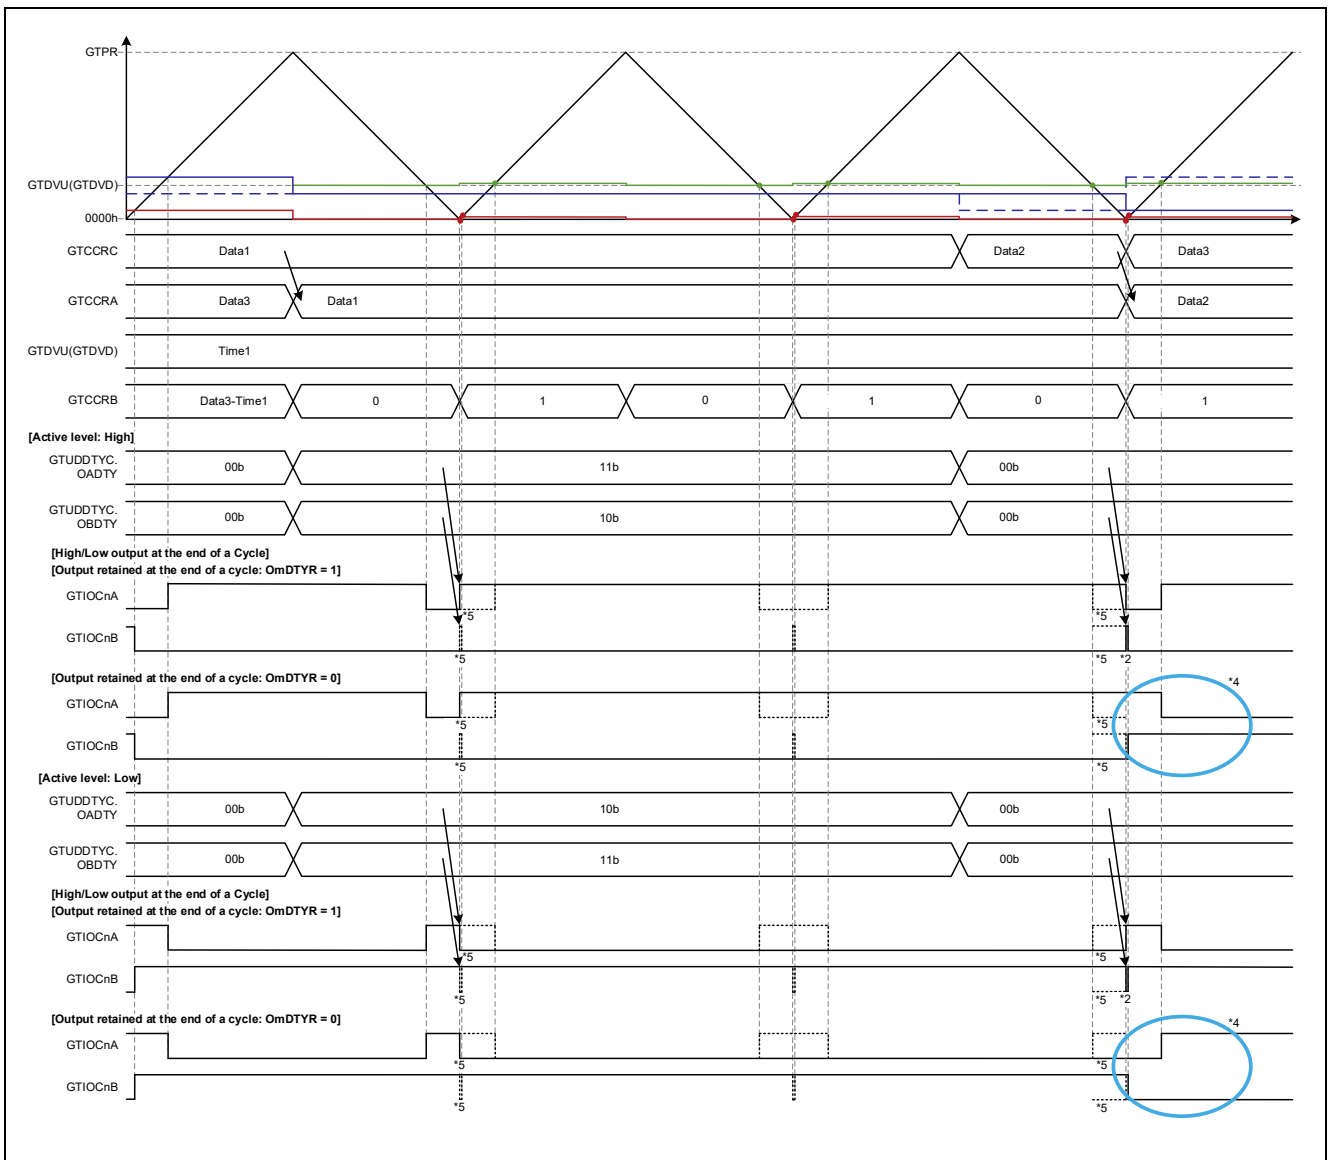 GTPR
GTDVU(GTDVD)
0000h
GTCCRC Data1 Data2 Data3
GTCCRA Data3 Data1 Data2
GTDVU(GTDVD) Time1
GTCCRB Data3-Time1 0 1 0 1 0 1
[Active level: High]
GTUDDTYC.
OADTY 00b 11b 00b
GTUDDTYC.
OBDTY 00b 10b 00b
[High/Low output at the end of a Cycle]
[Output retained at the end of a cycle: OmDTYR = 1]
GTIOCnA
*5 *5
GTIOCnB
*5 *5 *2
[Output retained at the end of a cycle: OmDTYR = 0]
*4
GTIOCnA
*5 *5
GTIOCnB
*5 *5
[Active level: Low]
GTUDDTYC.
OADTY 00b 10b 00b
GTUDDTYC.
OBDTY 00b 11b 00b
[High/Low output at the end of a Cycle]
[Output retained at the end of a cycle: OmDTYR = 1]
GTIOCnA
*5 *5
GTIOCnB
*5 *5 *2
[Output retained at the end of a cycle: OmDTYR = 0]
*4
GTIOCnA
*5 *5
GTIOCnB
*5 *5